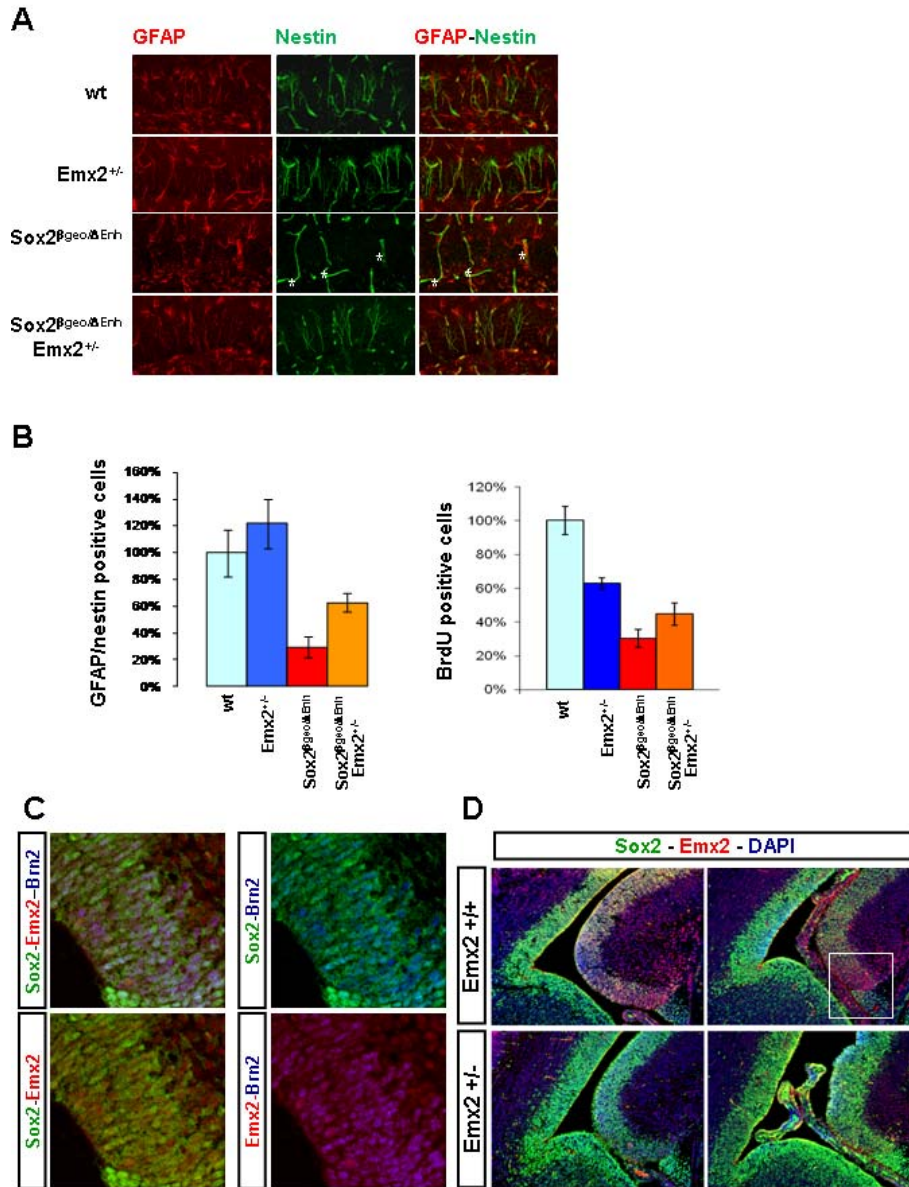 A
GFAP Nestin GFAP-Nestin
wt
Emx2+/-
Sox2βgeo/ΔEnh
* * *
* * *
Sox2βgeo/ΔEnh
Emx2+/-
B
GFAP/nestin positive cells
160%
140%
120%
100%
80%
60%
40%
20%
0%
wt
Emx2+/-
Sox2βgeo/ΔEnh
Sox2βgeo/ΔEnh
Emx2+/-
BrdU positive cells
120%
100%
80%
60%
40%
20%
0%
wt
Emx2+/-
Sox2βgeo/ΔEnh
Sox2βgeo/ΔEnh
Emx2+/-
C
Sox2-Emx2-Brn2
Sox2-Brn2
Sox2-Emx2
Emx2-Brn2
D
Sox2 - Emx2 - DAPI
Emx2 +/+
Emx2 +/-